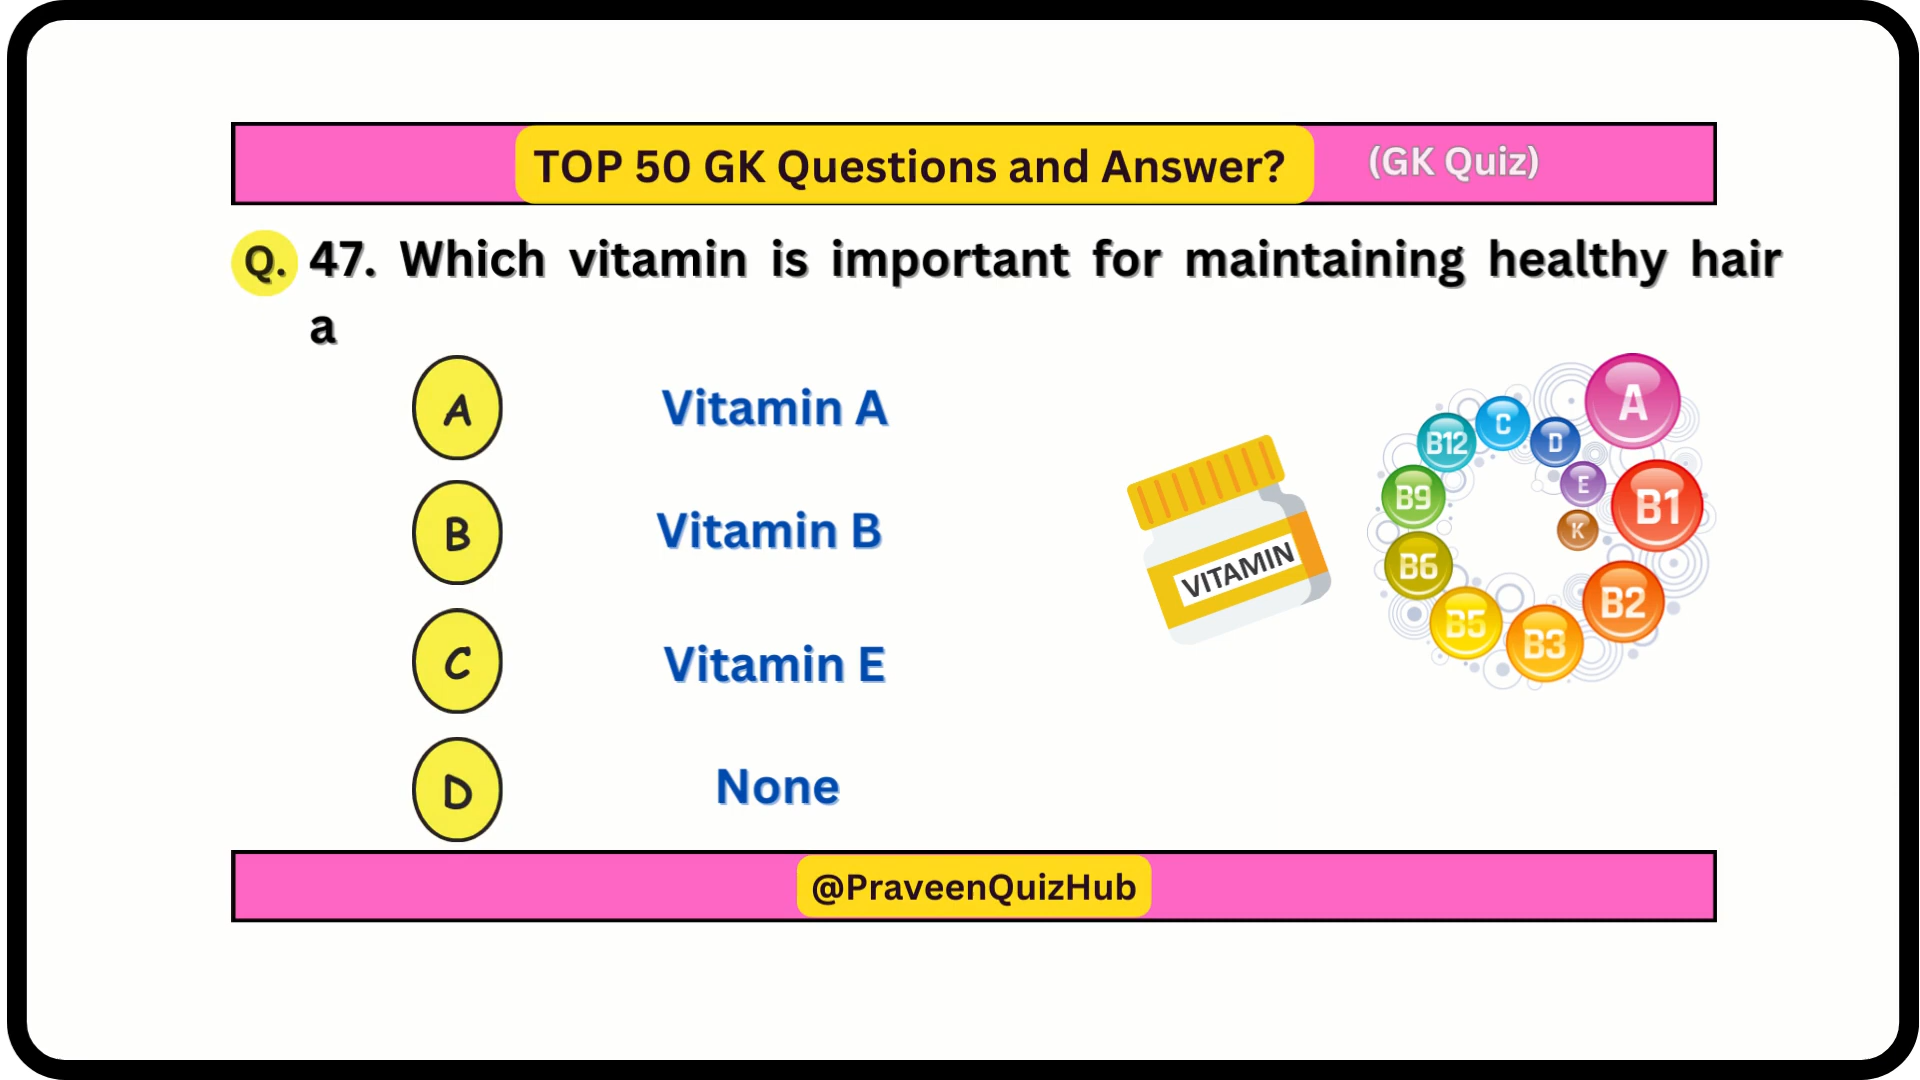 TOP 50 GK Questions and Answer?
(GK Quiz)
Q. 47. Which vitamin is important for maintaining healthy hair
a
A Vitamin A
B Vitamin B
C Vitamin E
D None
VITAMIN
A
C
D
B12
E
B9
B1
K
B6
B2
B5
B3
@PraveenQuizHub